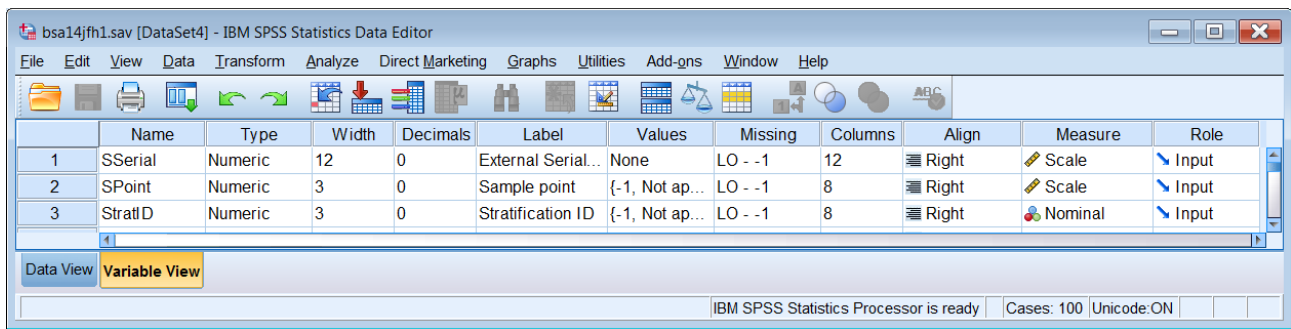 bsa14jfh1.sav [DataSet4] - IBM SPSS Statistics Data Editor
File Edit View Data Transform Analyze Direct Marketing Graphs Utilities Add-ons Window Help
Name Type Width Decimals Label Values Missing Columns Align Measure Role
1 SSerial Numeric 12 0 External Serial... None LO - -1 12 Right Scale Input
2 SPoint Numeric 3 0 Sample point {-1, Not ap... LO - -1 8 Right Scale Input
3 StratID Numeric 3 0 Stratification ID {-1, Not ap... LO - -1 8 Right Nominal Input
Data View Variable View
IBM SPSS Statistics Processor is ready Cases: 100 Unicode:ON